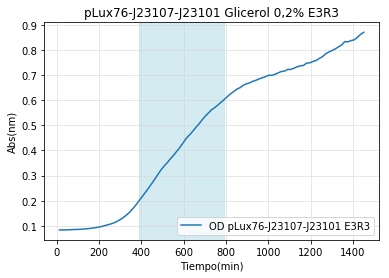 pLux76-J23107-J23101 Glicerol 0,2% E3R3
Abs(nm)
0.9
0.8
0.7
0.6
0.5
0.4
0.3
0.2
0.1
OD pLux76-J23107-J23101 E3R3
0 200 400 600 800 1000 1200 1400
Tiempo(min)